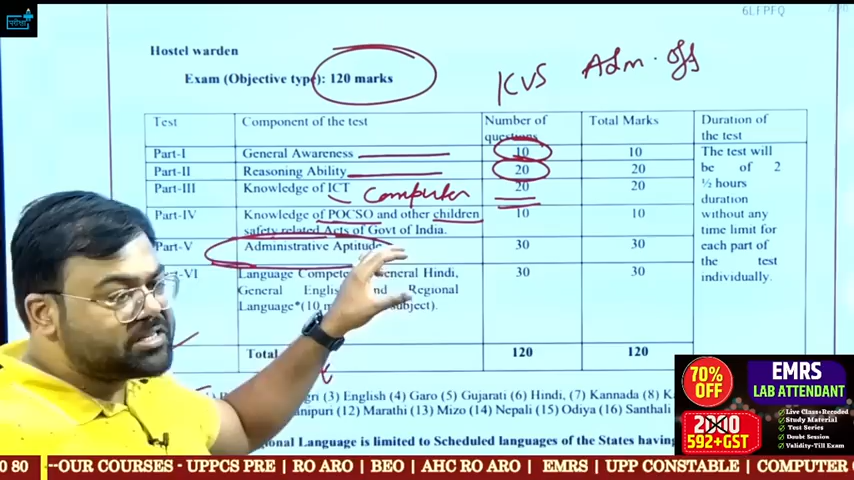 6LFPFQ
परीक्षा
Hostel warden
Exam (Objective type): 120 marks
KVS Adm. off
Test Component of the test Number of questions Total Marks Duration of the test
Part-I General Awareness 10 10
Part-II Reasoning Ability 20 20
Part-III Knowledge of ICT 20 20
Computer
Part-IV Knowledge of POCSO and other children 10 10
safety related Acts of Govt of India.
Part-V Administrative Aptitude 30 30
Language General Hindi, 30 30
General English Regional
Language*(10 subject).
The test will
be of 2
½ hours
duration
without any
time limit for
each part of
the test
individually.
Total 120 120
(3) English (4) Garo (5) Gujarati (6) Hindi, (7) Kannada (8)
(12) Marathi (13) Mizo (14) Nepali (15) Odiya (16) Santhali
Language is limited to Scheduled languages of the States having
70%
OFF
EMRS
LAB ATTENDANT
592+GST
Live Class+Recoded
Study Material
Test Series
Doubt Session
Validity-Till Exam
0 80 --OUR COURSES - UPPCS PRE | RO ARO | BEO | AHC RO ARO | EMRS | UPP CONSTABLE | COMPUTER